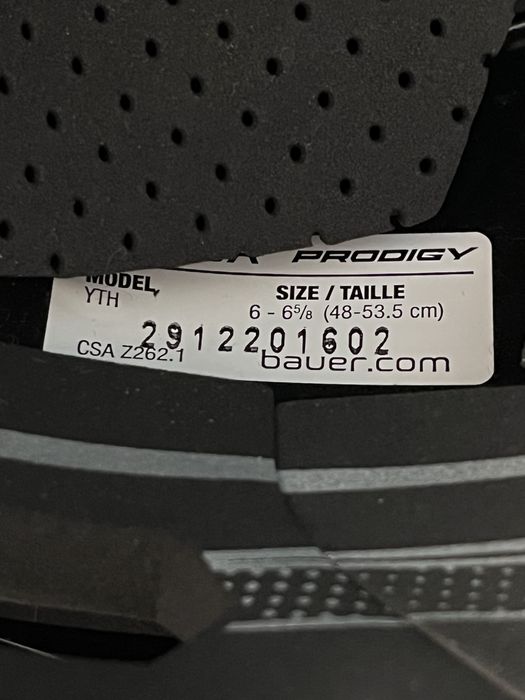 PRODIGY
MODEL
YTH
SIZE / TAILLE
6 - 6⅝ (48-53.5 cm)
2912201602
CSA Z262.1
bauer.com